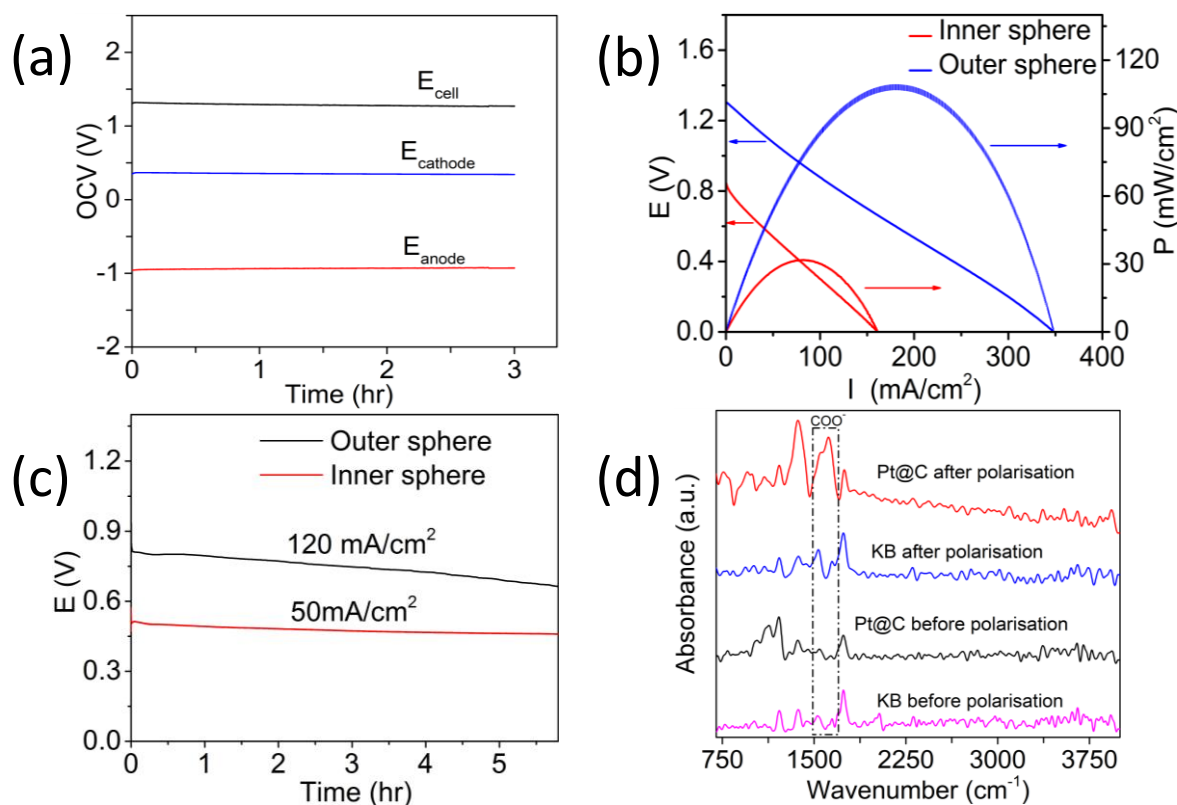 (a)
2
1
0
-1
-2
OCV (V)
E_cell
E_cathode
E_anode
0 1 2 3
Time (hr)
(b)
Inner sphere
Outer sphere
1.6
1.2
0.8
0.4
0.0
E (V)
120
90
60
30
0
P (mW/cm²)
0 100 200 300 400
I (mA/cm²)
(c)
Outer sphere
Inner sphere
1.2
0.9
0.6
0.3
0.0
E (V)
120 mA/cm²
50mA/cm²
0 1 2 3 4 5
Time (hr)
(d)
COO⁻
Pt@C after polarisation
KB after polarisation
Pt@C before polarisation
KB before polarisation
Absorbance (a.u.)
750 1500 2250 3000 3750
Wavenumber (cm⁻¹)